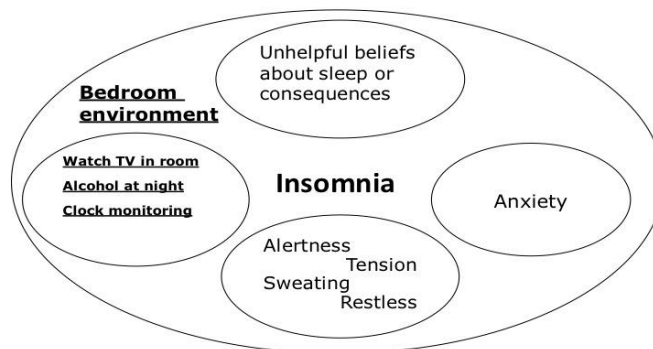 Unhelpful beliefs
about sleep or
consequences
Bedroom
environment
Watch TV in room
Alcohol at night
Clock monitoring
Insomnia
Anxiety
Alertness
Tension
Sweating
Restless